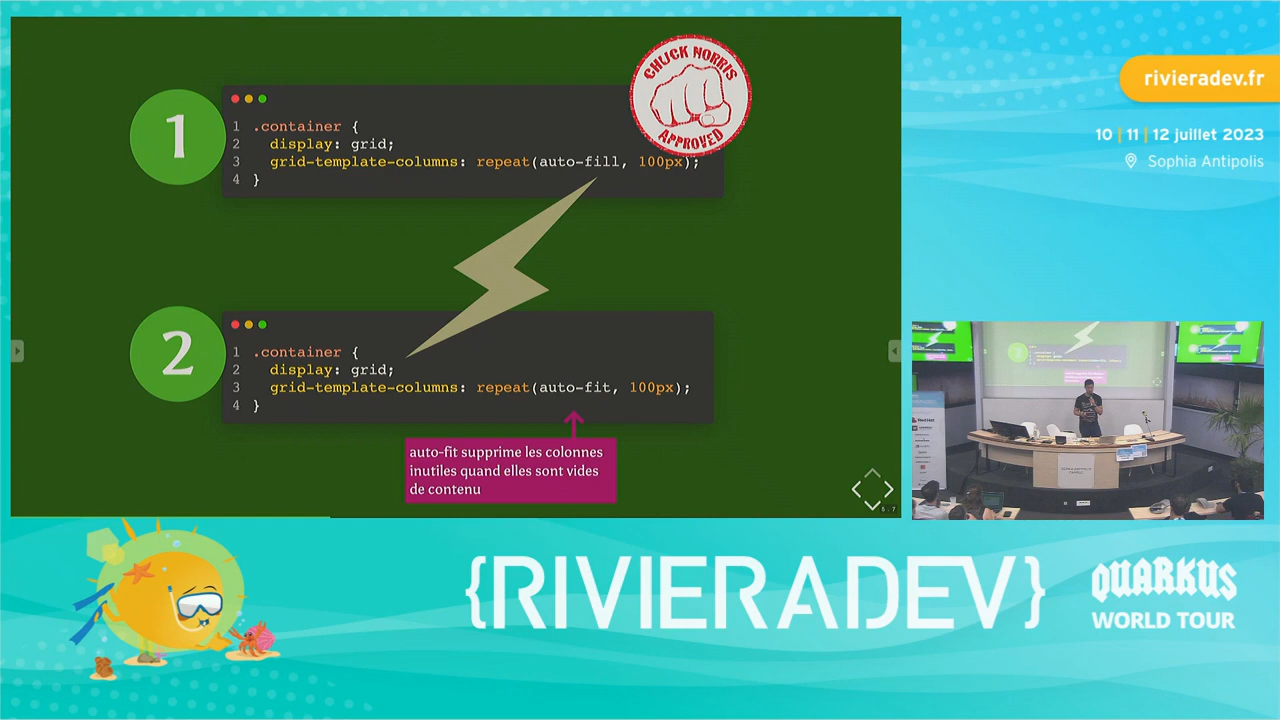 1
CHUCK NORRIS
APPROVED
1 .container {
2 display: grid;
3 grid-template-columns: repeat(auto-fill, 100px);
4 }
2
1 .container {
2 display: grid;
3 grid-template-columns: repeat(auto-fit, 100px);
4 }
auto-fit supprime les colonnes
inutiles quand elles sont vides
de contenu
rivieradev.fr
10 | 11 | 12 juillet 2023
Sophia Antipolis
{RIVIERADEV}
QUARKUS
WORLD TOUR